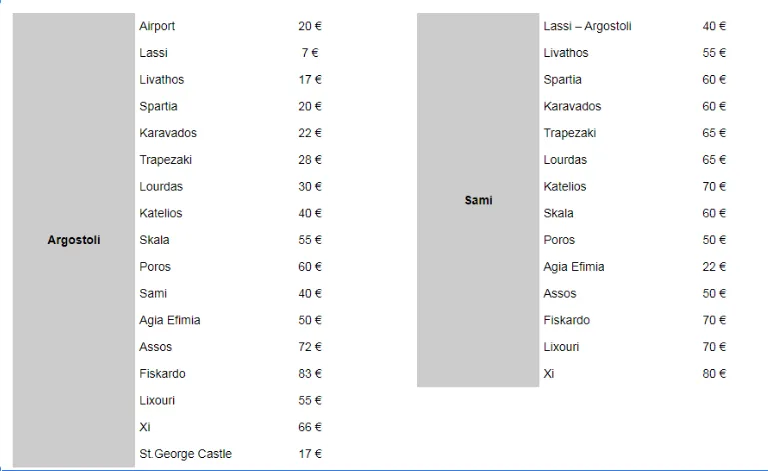 Argostoli
Airport 20 €
Lassi 7 €
Livathos 17 €
Spartia 20 €
Karavados 22 €
Trapezaki 28 €
Lourdas 30 €
Katelios 40 €
Skala 55 €
Poros 60 €
Sami 40 €
Agia Efimia 50 €
Assos 72 €
Fiskardo 83 €
Lixouri 55 €
Xi 66 €
St.George Castle 17 €
Sami
Lassi – Argostoli 40 €
Livathos 55 €
Spartia 60 €
Karavados 60 €
Trapezaki 65 €
Lourdas 65 €
Katelios 70 €
Skala 60 €
Poros 50 €
Agia Efimia 22 €
Assos 50 €
Fiskardo 70 €
Lixouri 70 €
Xi 80 €